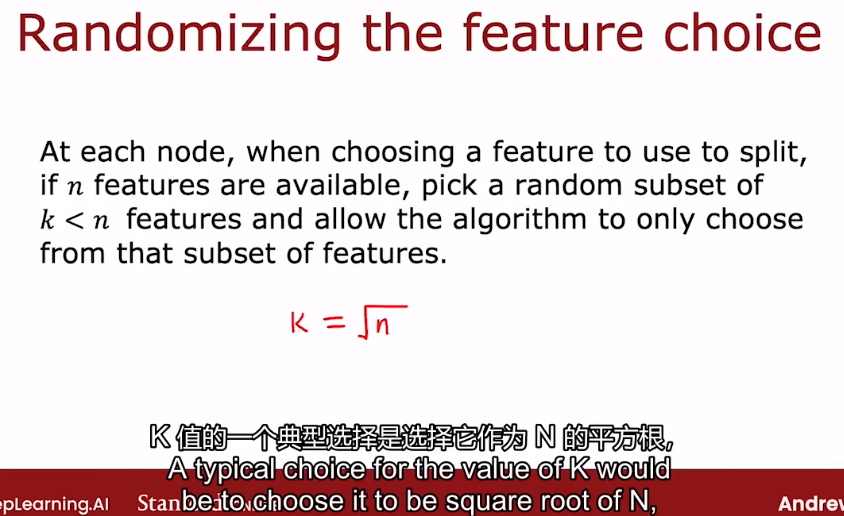 Randomizing the feature choice
At each node, when choosing a feature to use to split,
if n features are available, pick a random subset of
k < n features and allow the algorithm to only choose
from that subset of features.
K = √n
K 值的一个典型选择是选择它作为 N 的平方根,
A typical choice for the value of K would
be to choose it to be square root of N,
epLearning.AI Stan
Andrew